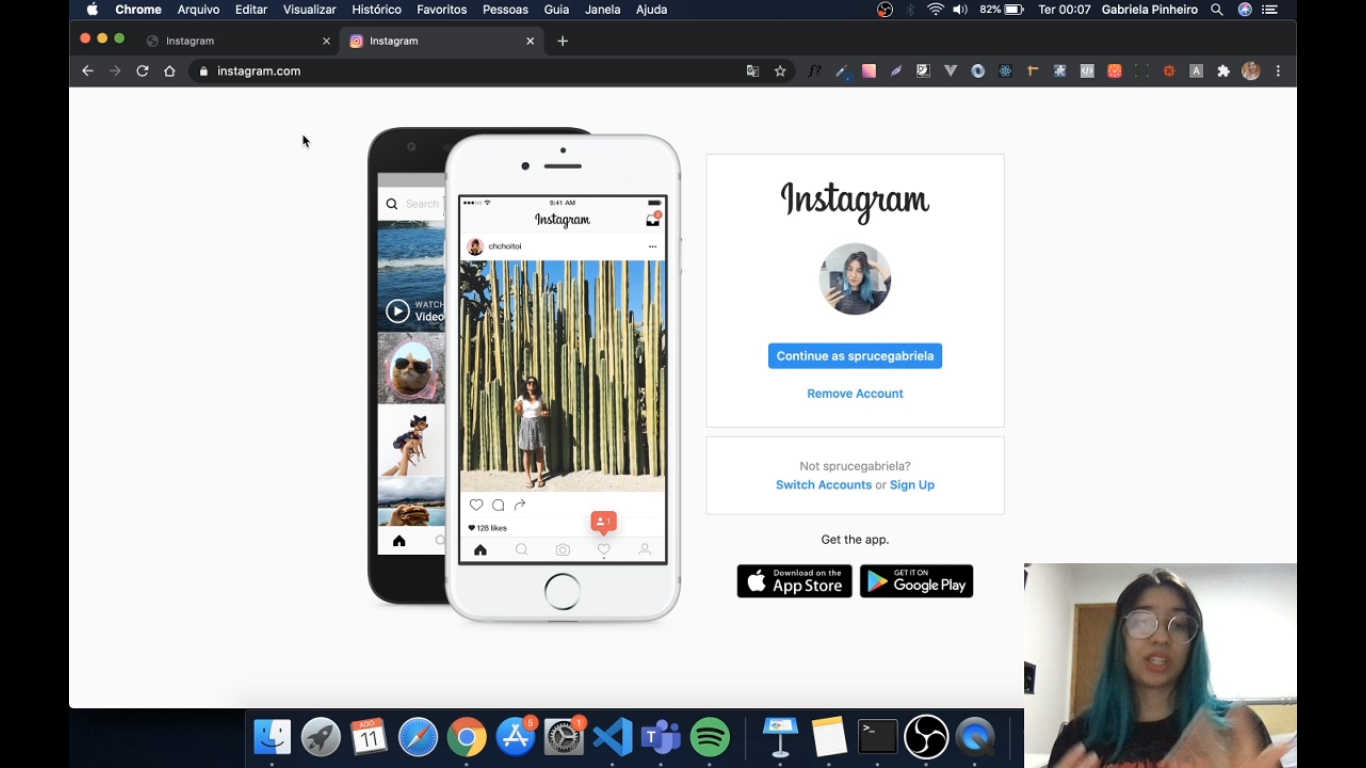 Chrome Arquivo Editar Visualizar Histórico Favoritos Pessoas Guia Janela Ajuda 82% Ter 00:07 Gabriela Pinheiro
Instagram
Instagram
instagram.com
f?
A
Search
WATCH
Video
9:41 AM
Instagram
chchoitoi
128 likes
1
Instagram
Continue as sprucegabriela
Remove Account
Not sprucegabriela?
Switch Accounts or Sign Up
Get the app.
Download on the
App Store
GET IT ON
Google Play
AGO
11
5
1